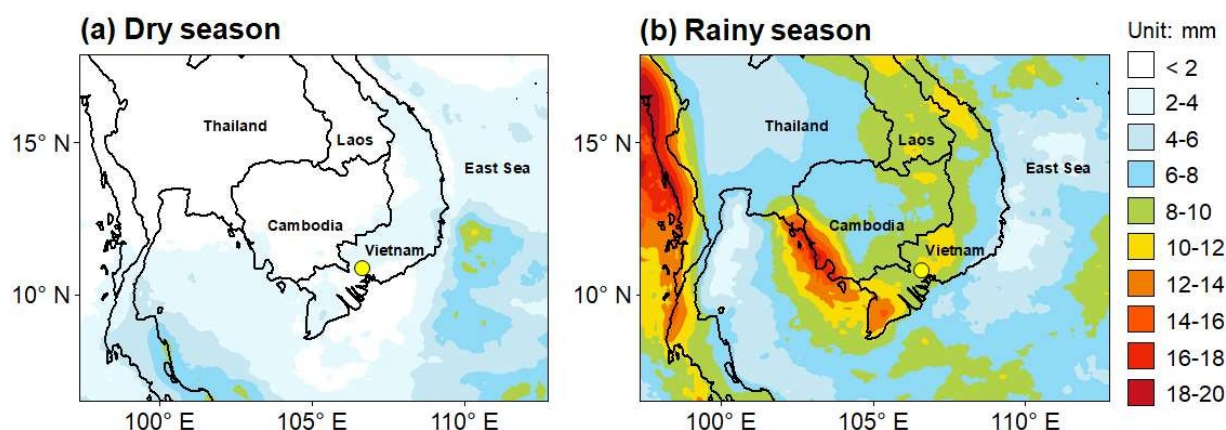 (a) Dry season
(b) Rainy season
Unit: mm
Thailand
Laos
East Sea
Cambodia
Vietnam
15° N
10° N
100° E
105° E
110° E
Thailand
Laos
East Sea
Cambodia
Vietnam
15° N
10° N
100° E
105° E
110° E
< 2
2-4
4-6
6-8
8-10
10-12
12-14
14-16
16-18
18-20